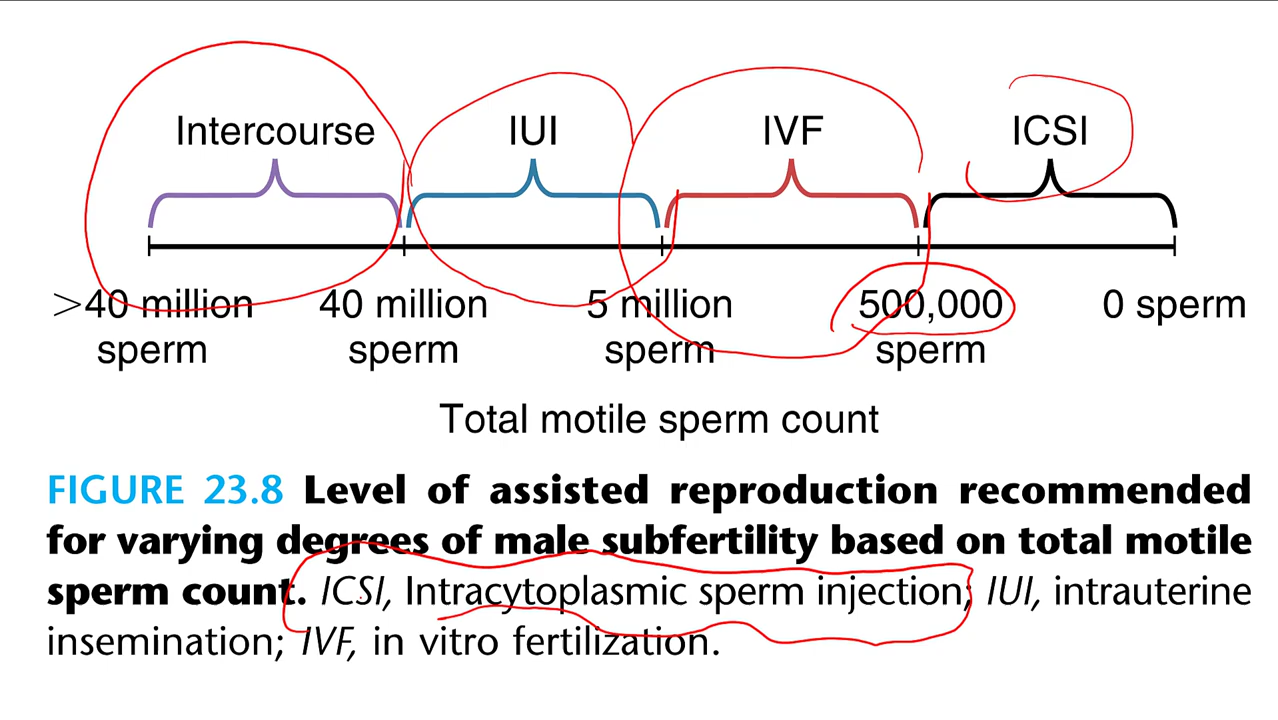 Intercourse IUI IVF ICSI
>40 million 40 million 5 million 500,000 0 sperm
sperm sperm sperm sperm
Total motile sperm count
FIGURE 23.8 Level of assisted reproduction recommended
for varying degrees of male subfertility based on total motile
sperm count. ICSI, Intracytoplasmic sperm injection; IUI, intrauterine
insemination; IVF, in vitro fertilization.